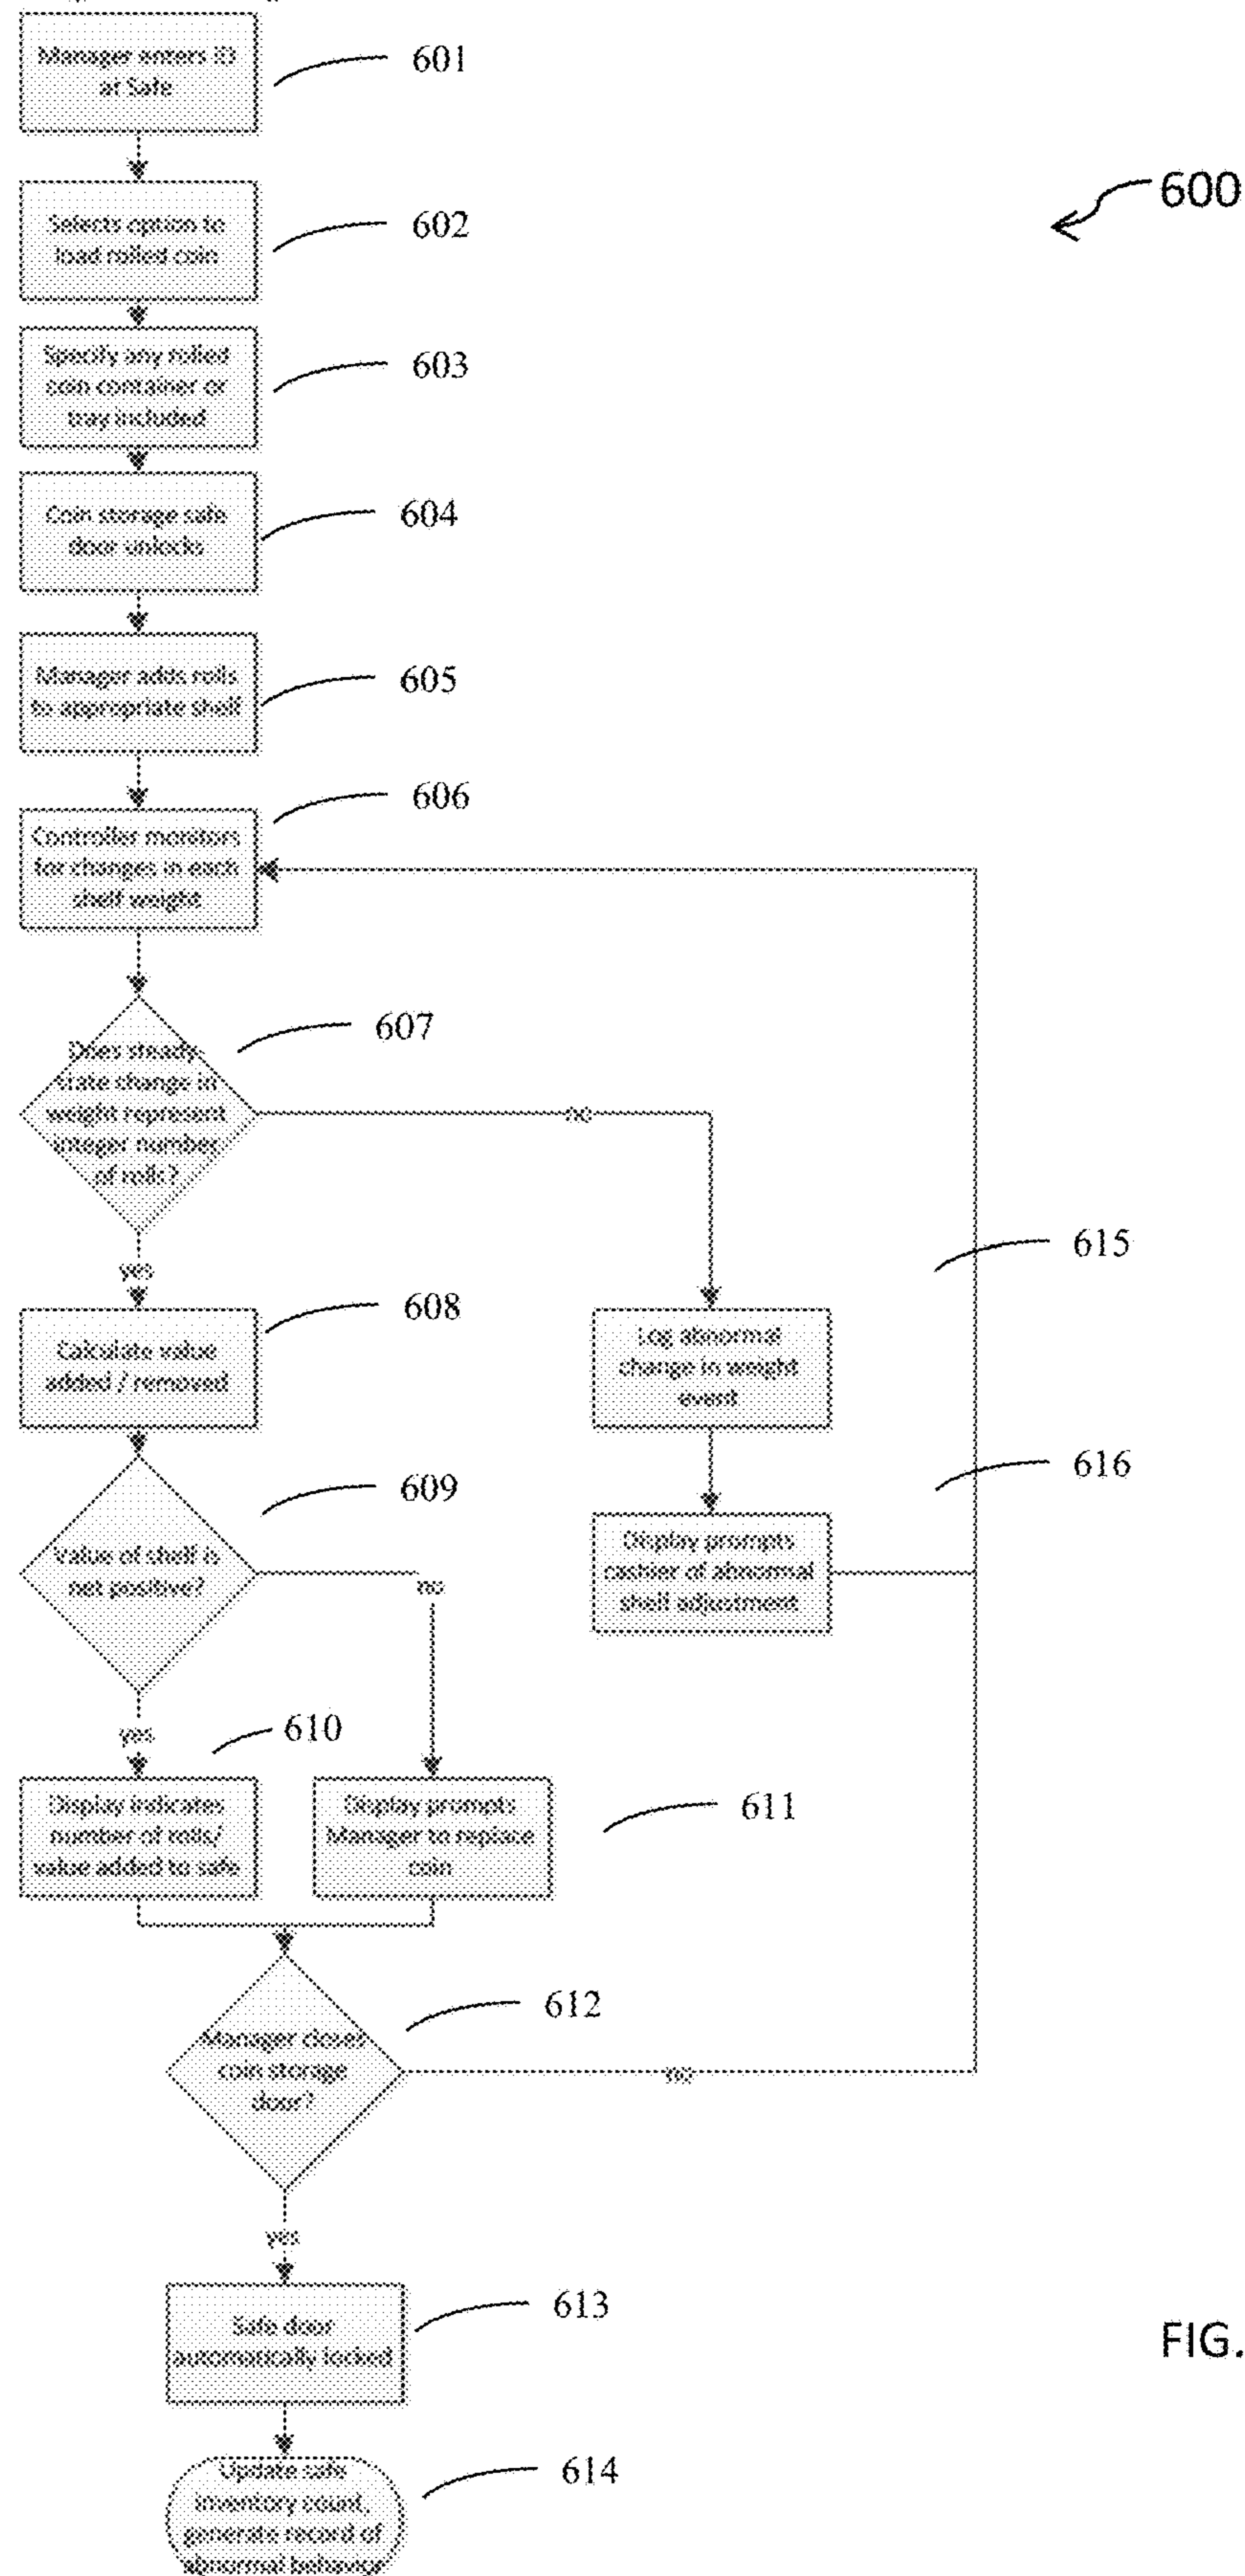 Manager enters ID
at Safe
601
600
Selects option to
load rolled coin
602
Specify any rolled
coin container or
tray included
603
Coin storage safe
door unlocks
604
Manager adds rolls
to appropriate shelf
605
Controller monitors
for changes in each
shelf weight
606
Does steady-
state change in
weight represent
integer number
of rolls?
607
no
yes
Calculate value
added / removed
608
Log abnormal
change in weight
event
615
Value of shelf is
net positive?
609
no
Display prompts
cashier of abnormal
shelf adjustment
616
yes
Display indicates
number of rolls/
value added to safe
610
Display prompts
Manager to replace
coin
611
Manager closes
coin storage
door?
612
no
yes
Safe door
automatically locked
613
FIG.
Update safe
inventory count,
generate record of
abnormal behavior
614